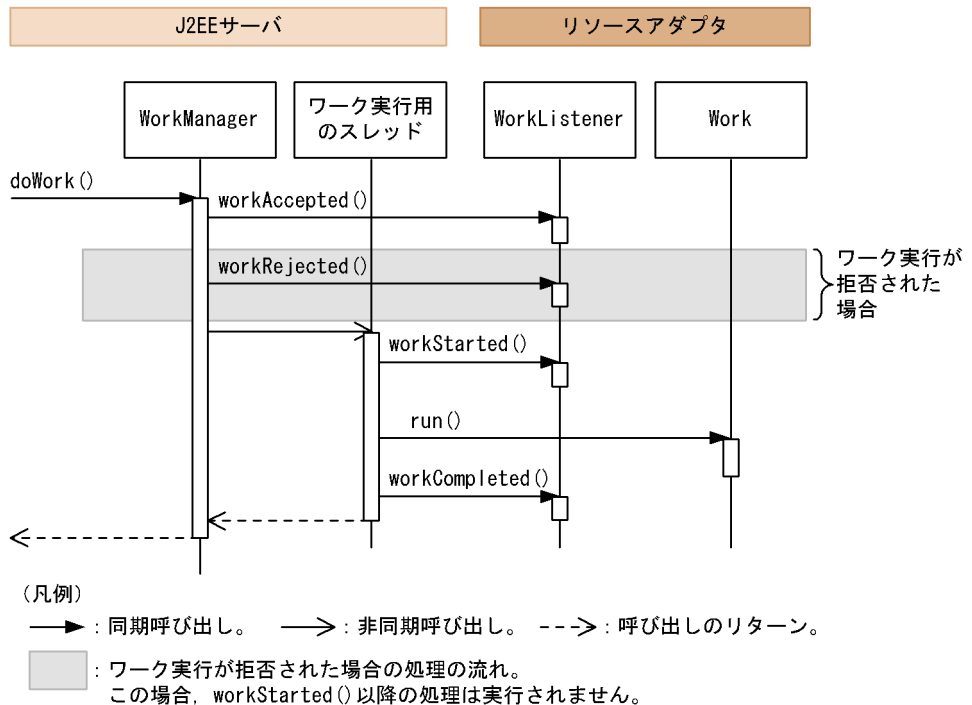 J2EEサーバ
リソースアダプタ
WorkManager
ワーク実行用
のスレッド
WorkListener
Work
doWork()
workAccepted()
workRejected()
ワーク実行が
拒否された
場合
workStarted()
run()
workCompleted()
(凡例)
:同期呼び出し。 :非同期呼び出し。 :呼び出しのリターン。
:ワーク実行が拒否された場合の処理の流れ。
この場合，workStarted()以降の処理は実行されません。